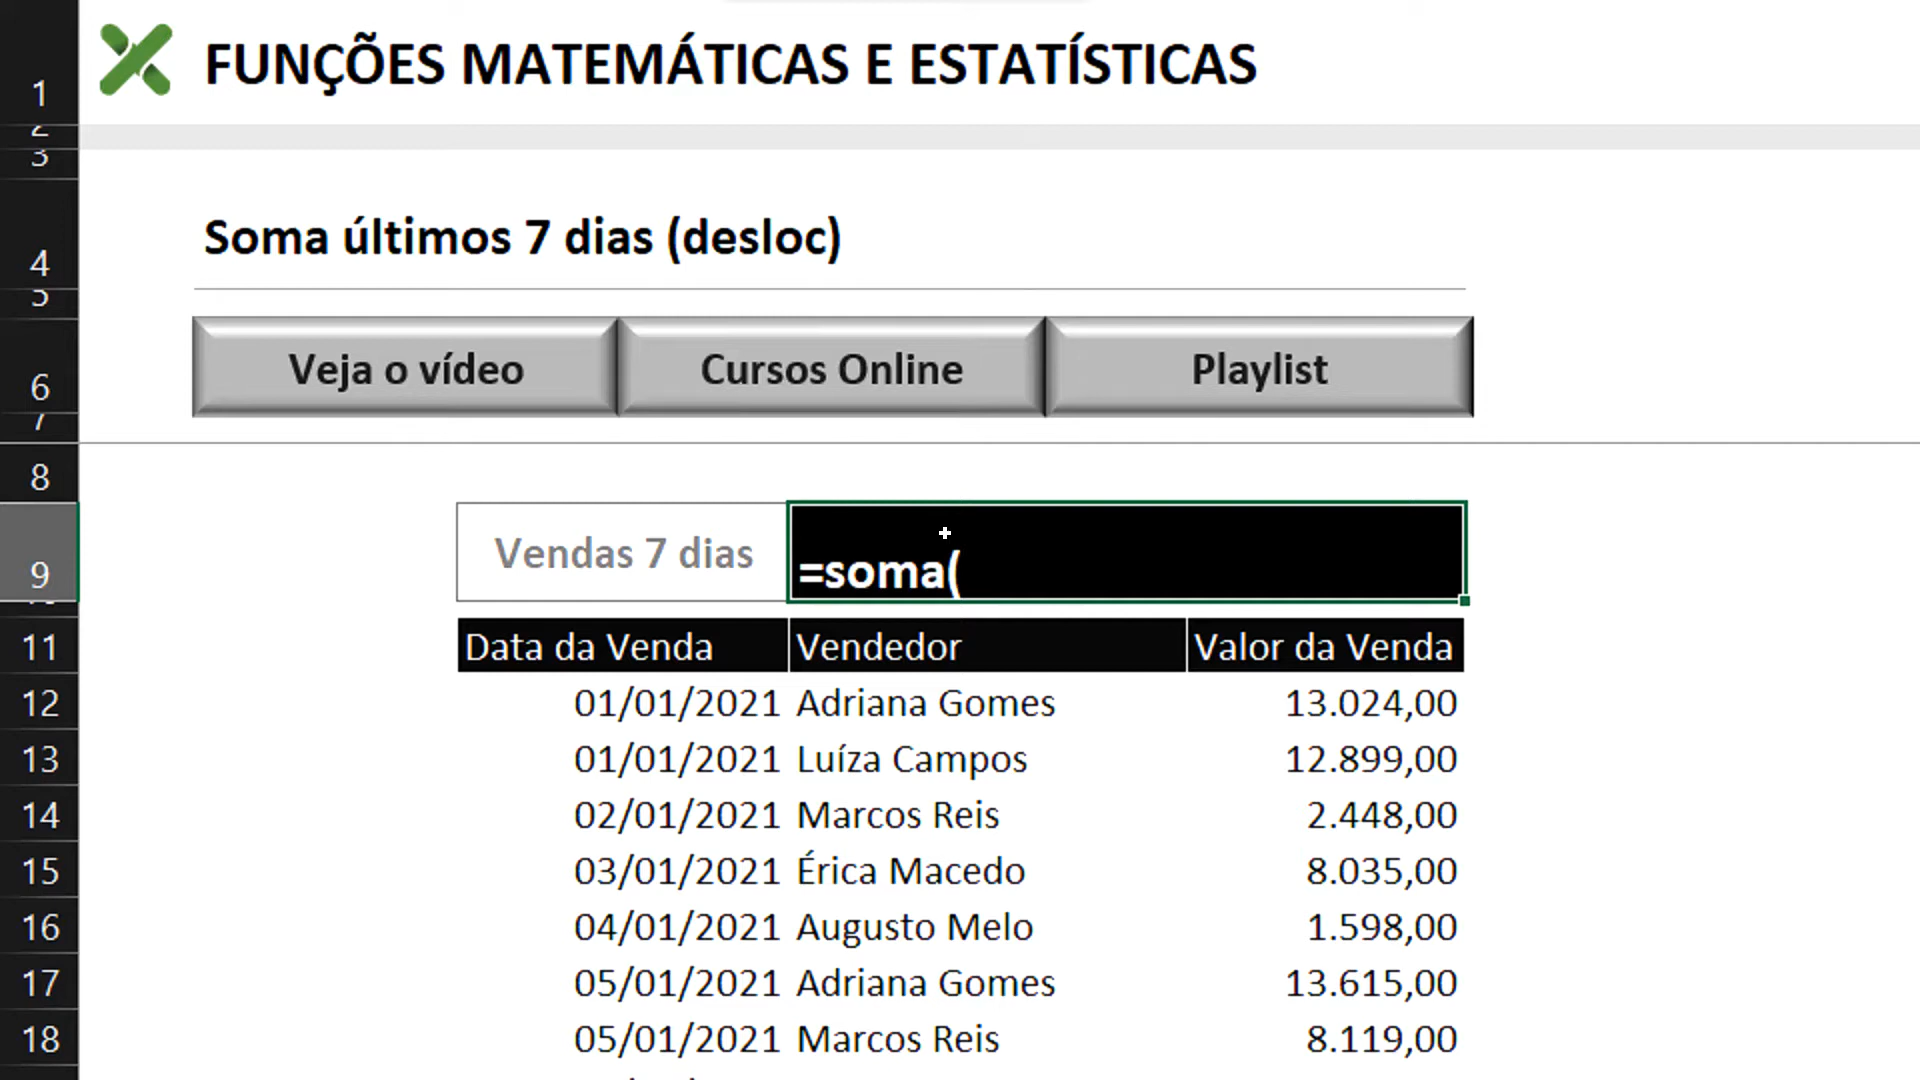 1 FUNÇÕES MATEMÁTICAS E ESTATÍSTICAS
2
3
4 Soma últimos 7 dias (desloc)
5
6 Veja o vídeo Cursos Online Playlist
7
8
9 Vendas 7 dias =soma(
11 Data da Venda Vendedor Valor da Venda
12 01/01/2021 Adriana Gomes 13.024,00
13 01/01/2021 Luíza Campos 12.899,00
14 02/01/2021 Marcos Reis 2.448,00
15 03/01/2021 Érica Macedo 8.035,00
16 04/01/2021 Augusto Melo 1.598,00
17 05/01/2021 Adriana Gomes 13.615,00
18 05/01/2021 Marcos Reis 8.119,00